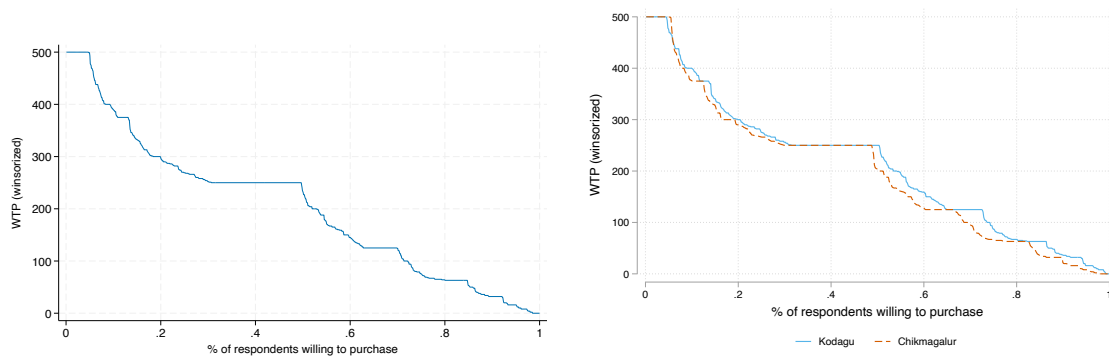 500
400
300
200
100
0
WTP (winsorized)
0 .2 .4 .6 .8 1
% of respondents willing to purchase
500
400
300
200
100
0
WTP (winsorized)
0 .2 .4 .6 .8 1
% of respondents willing to purchase
Kodagu Chikmagalur